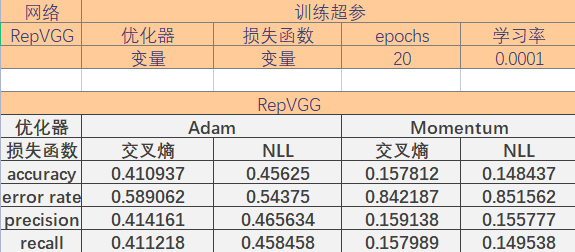 网络 训练超参
RepVGG 优化器 损失函数 epochs 学习率
变量 变量 20 0.0001
RepVGG
优化器 Adam Momentum
损失函数 交叉熵 NLL 交叉熵 NLL
accuracy 0.410937 0.45625 0.157812 0.148437
error rate 0.589062 0.54375 0.842187 0.851562
precision 0.414161 0.465634 0.159138 0.155777
recall 0.411218 0.458458 0.157989 0.149538